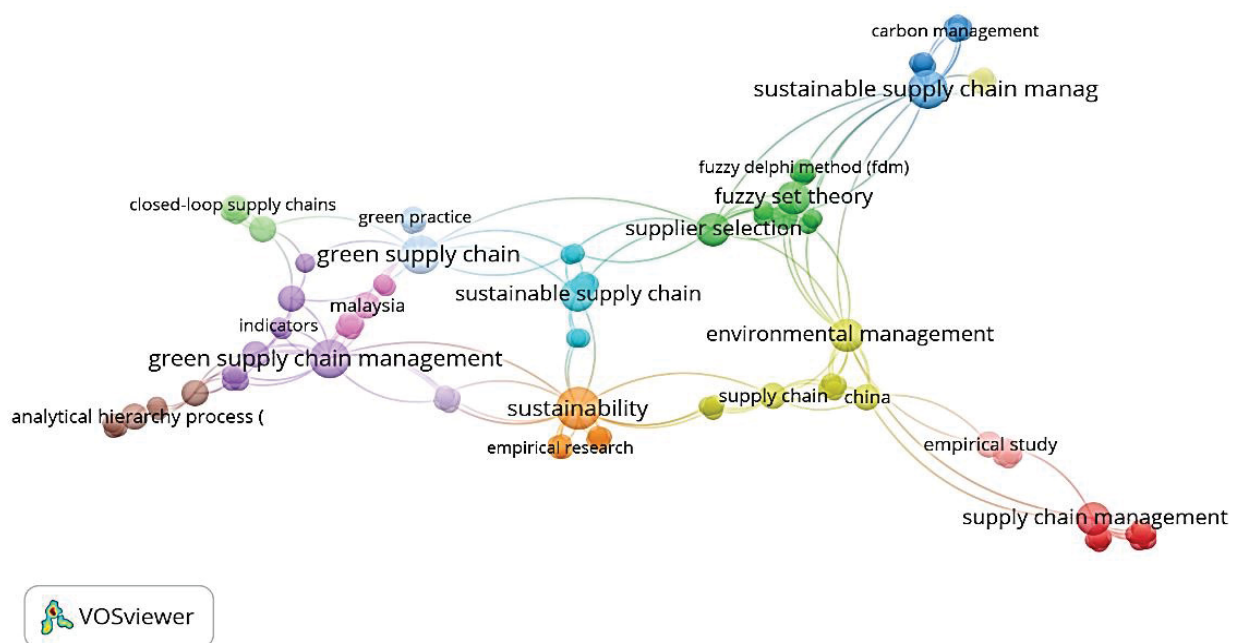 carbon management
sustainable supply chain manag
fuzzy delphi method (fdm)
fuzzy set theory
closed-loop supply chains
green practice
supplier selection
green supply chain
sustainable supply chain
malaysia
indicators
environmental management
green supply chain management
supply chain
china
analytical hierarchy process (
sustainability
empirical research
empirical study
supply chain management
VOSviewer